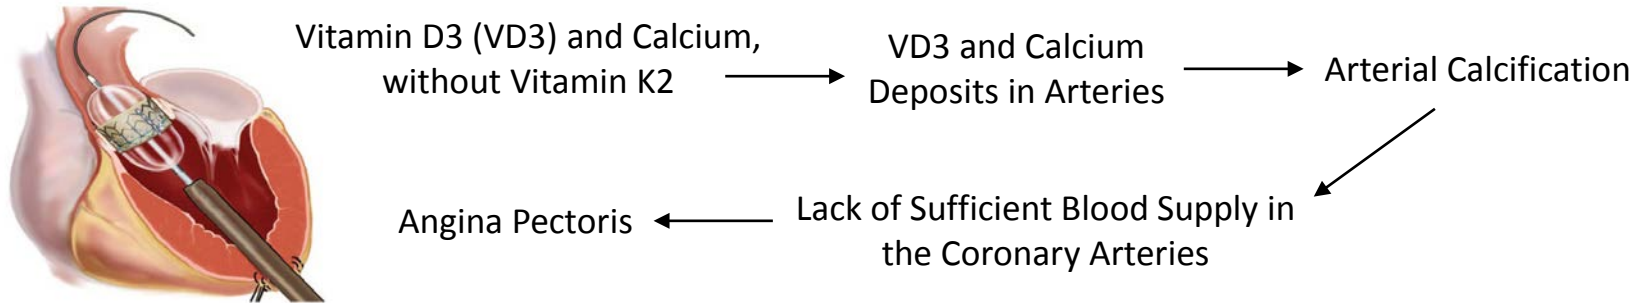 Vitamin D3 (VD3) and Calcium,
without Vitamin K2
VD3 and Calcium
Deposits in Arteries
Arterial Calcification
Lack of Sufficient Blood Supply in
the Coronary Arteries
Angina Pectoris